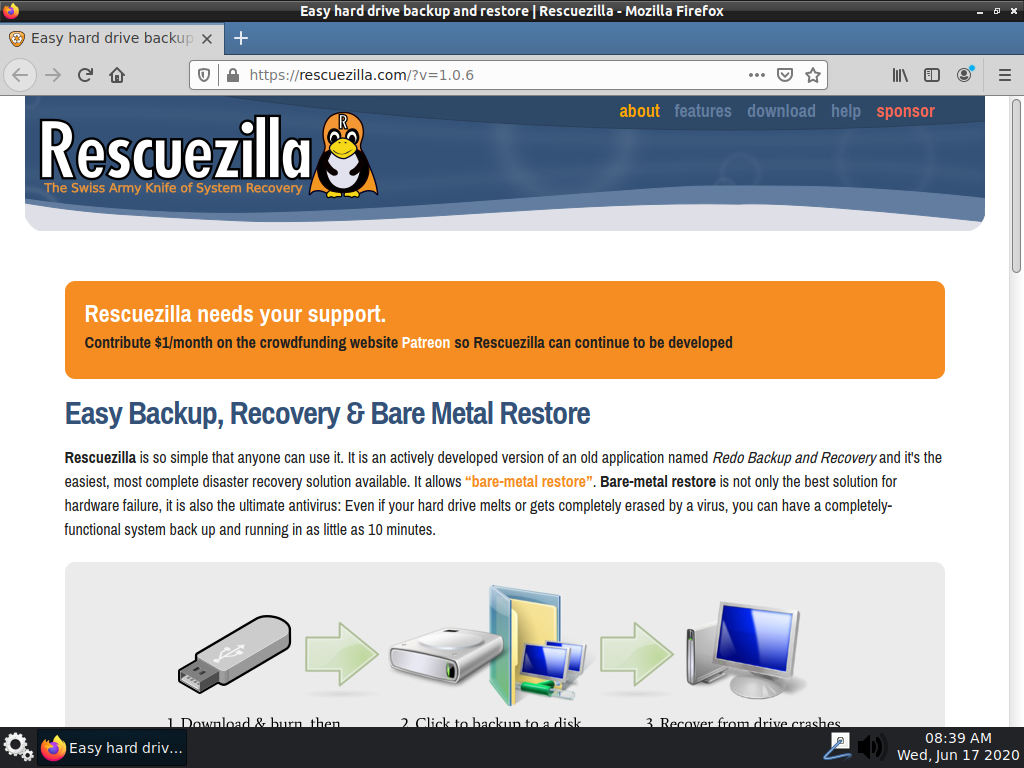 Easy hard drive backup and restore | Rescuezilla - Mozilla Firefox
Easy hard drive backup
https://rescuezilla.com/?v=1.0.6
about features download help sponsor
R
Rescuezilla
The Swiss Army Knife of System Recovery
Rescuezilla needs your support.
Contribute $1/month on the crowdfunding website Patreon so Rescuezilla can continue to be developed
Easy Backup, Recovery & Bare Metal Restore
Rescuezilla is so simple that anyone can use it. It is an actively developed version of an old application named Redo Backup and Recovery and it's the
easiest, most complete disaster recovery solution available. It allows “bare-metal restore”. Bare-metal restore is not only the best solution for
hardware failure, it is also the ultimate antivirus: Even if your hard drive melts or gets completely erased by a virus, you can have a completely-
functional system back up and running in as little as 10 minutes.
1. Download & burn, then 2. Click to backup to a disk 3. Recover from drive crashes
Easy hard driv...
08:39 AM
Wed, Jun 17 2020